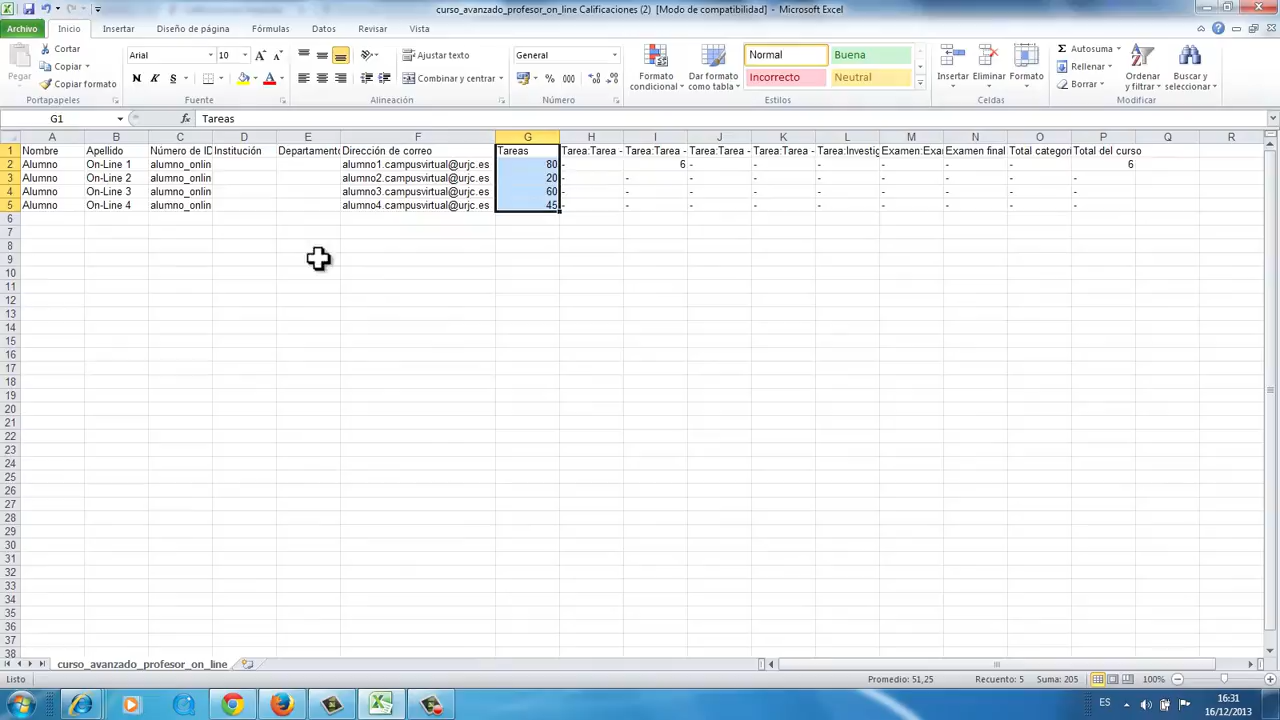 curso_avanzado_profesor_on_line Calificaciones (2) [Modo de compatibilidad] - Microsoft Excel
Archivo Inicio Insertar Diseño de página Fórmulas Datos Revisar Vista
Pegar
Cortar
Copiar
Copiar formato
Portapapeles
Arial 10
N K S
Fuente
Ajustar texto
Combinar y centrar
Alineación
General
% 000
Número
Formato condicional
Dar formato como tabla
Normal Buena
Incorrecto Neutral
Estilos
Insertar Eliminar Formato
Celdas
Autosuma
Rellenar
Borrar
Ordenar y filtrar
Buscar y seleccionar
Modificar
G1 fx Tareas
A B C D E F G H I J K L M N O P Q R
1 Nombre Apellido Número de ID Institución Departamento Dirección de correo Tareas Tarea:Tarea - Tarea:Tarea - Tarea:Tarea - Tarea:Tarea - Tarea:Investig Examen:Exa Examen final Total categori Total del curso
2 Alumno On-Line 1 alumno_onlin alumno1.campusvirtual@urjc.es 80 - 6 - - - - - - 6
3 Alumno On-Line 2 alumno_onlin alumno2.campusvirtual@urjc.es 20 - - - - - - - - -
4 Alumno On-Line 3 alumno_onlin alumno3.campusvirtual@urjc.es 60 - - - - - - - - -
5 Alumno On-Line 4 alumno_onlin alumno4.campusvirtual@urjc.es 45 - - - - - - - - -
6
7
8
9
10
11
12
13
14
15
16
17
18
19
20
21
22
23
24
25
26
27
28
29
30
31
32
33
34
35
36
37
38
curso_avanzado_profesor_on_line
Listo Promedio: 51,25 Recuento: 5 Suma: 205 100%
ES 16:31
16/12/2013